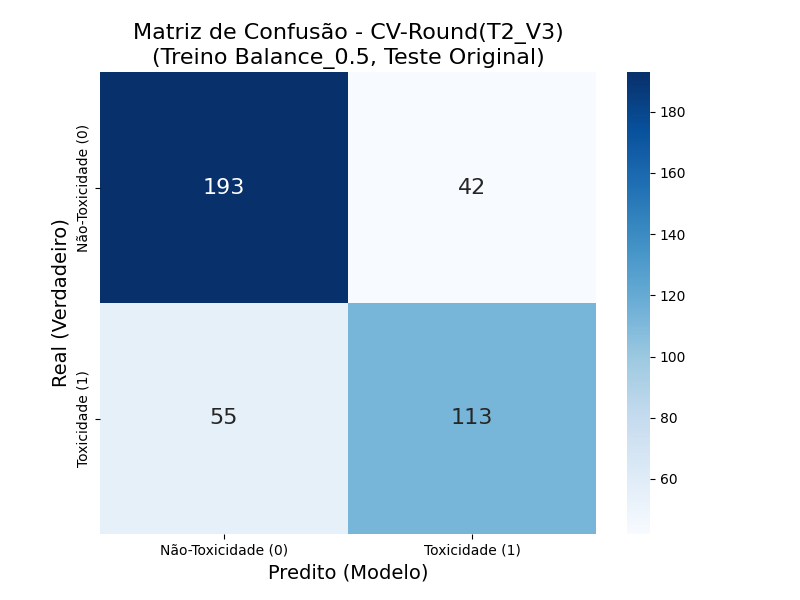 Matriz de Confusão - CV-Round(T2_V3)
(Treino Balance_0.5, Teste Original)
Real (Verdadeiro)
Não-Toxicidade (0)
193
42
Toxicidade (1)
55
113
Não-Toxicidade (0)
Toxicidade (1)
Predito (Modelo)
180
160
140
120
100
80
60